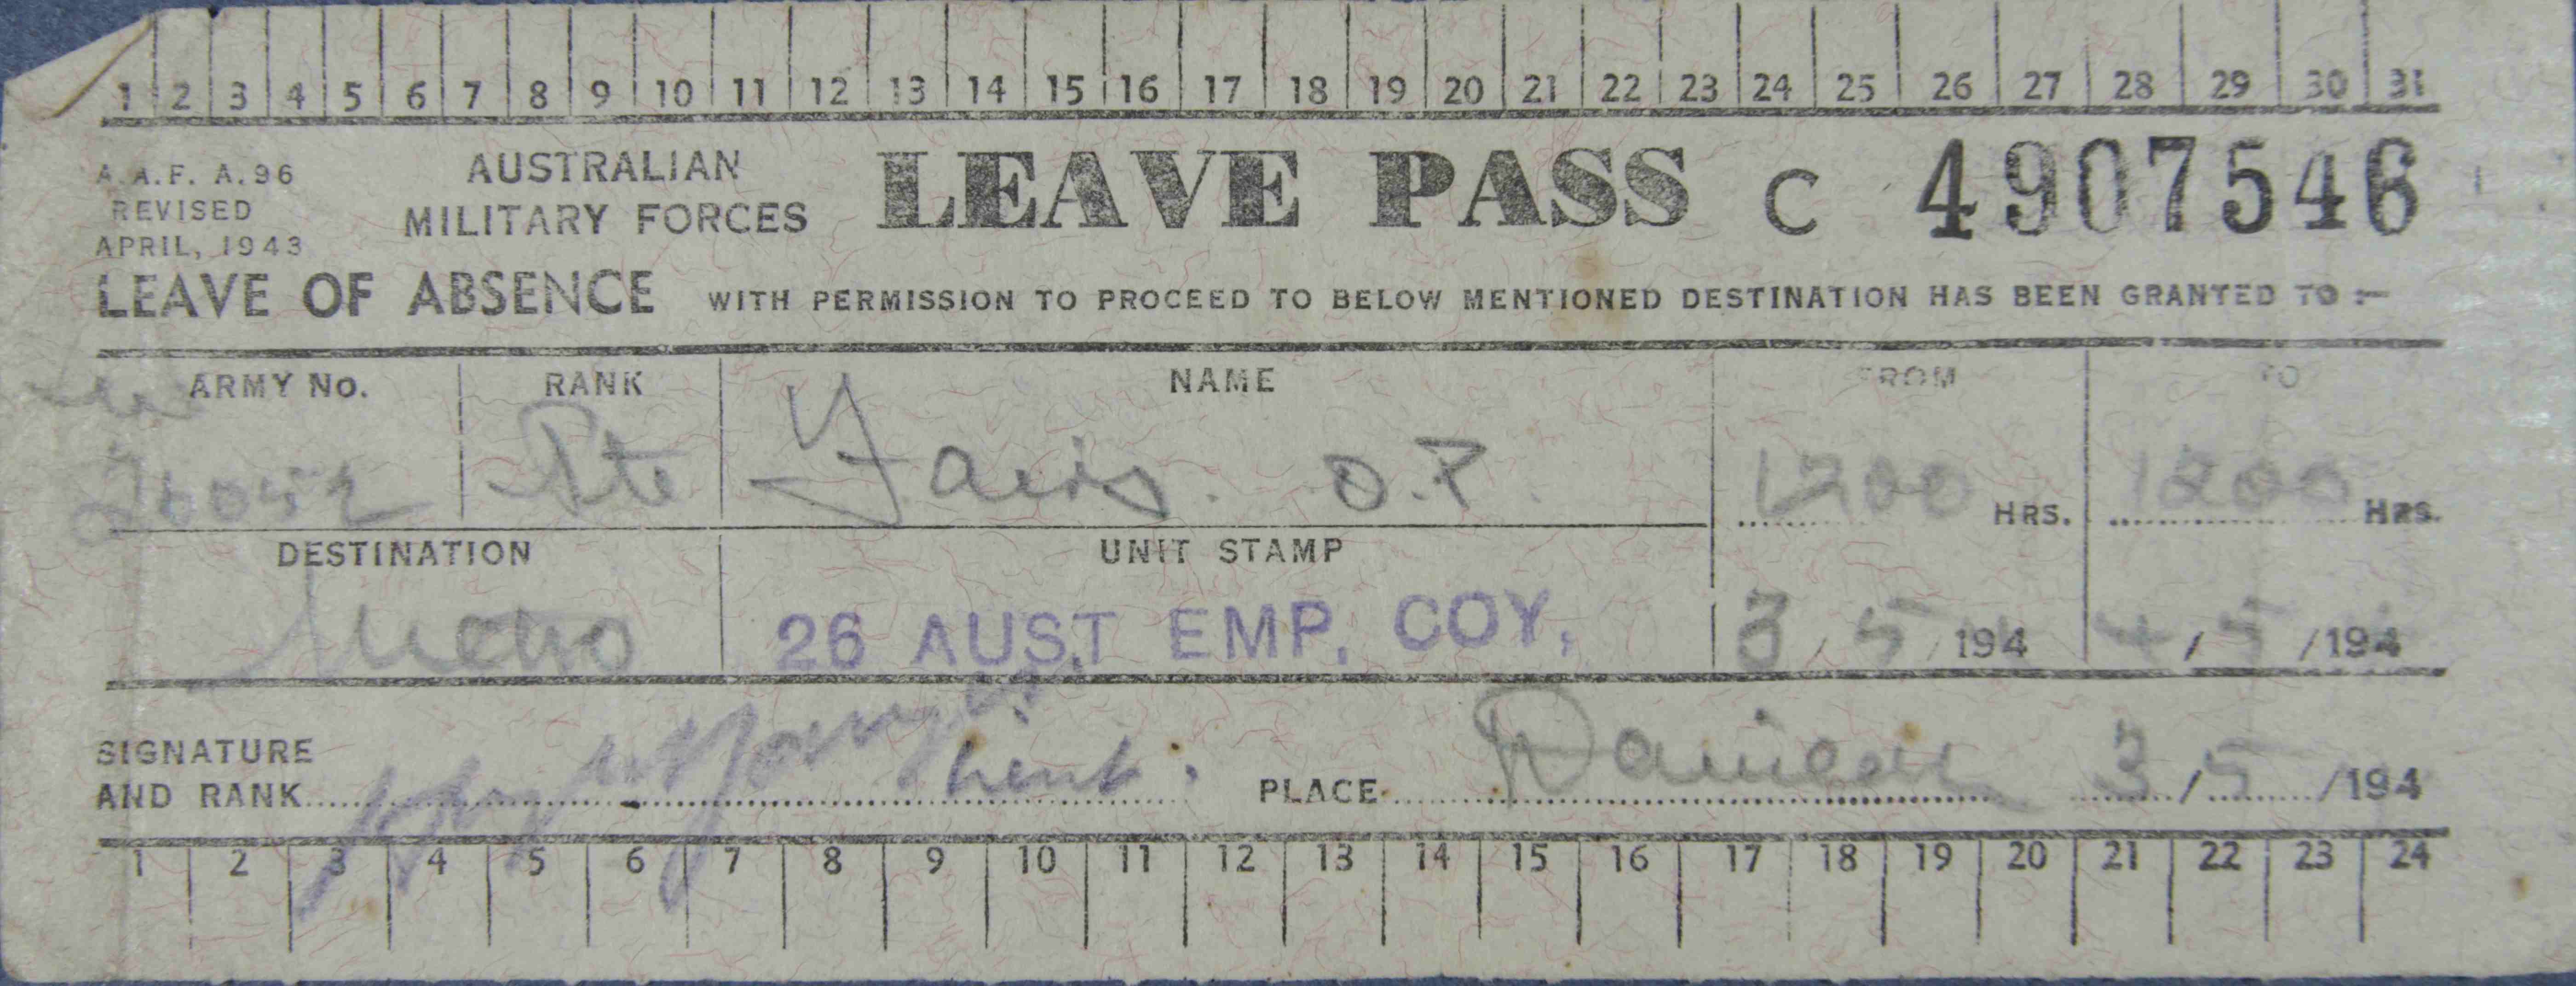 1 2 3 4 5 6 7 8 9 10 11 12 13 14 15 16 17 18 19 20 21 22 23 24 25 26 27 28 29 30 31
A.A.F. A.96
REVISED
APRIL, 1943
AUSTRALIAN
MILITARY FORCES
LEAVE PASS C 4907546
LEAVE OF ABSENCE WITH PERMISSION TO PROCEED TO BELOW MENTIONED DESTINATION HAS BEEN GRANTED TO :-
ARMY No. RANK NAME FROM TO
Pte O.P. 1200 HRS. 1200 HRS.
DESTINATION UNIT STAMP
Metro 26 AUST EMP. COY. 3/5/194 4/5/194
SIGNATURE
AND RANK Lieut. PLACE 3/5/194
1 2 3 4 5 6 7 8 9 10 11 12 13 14 15 16 17 18 19 20 21 22 23 24